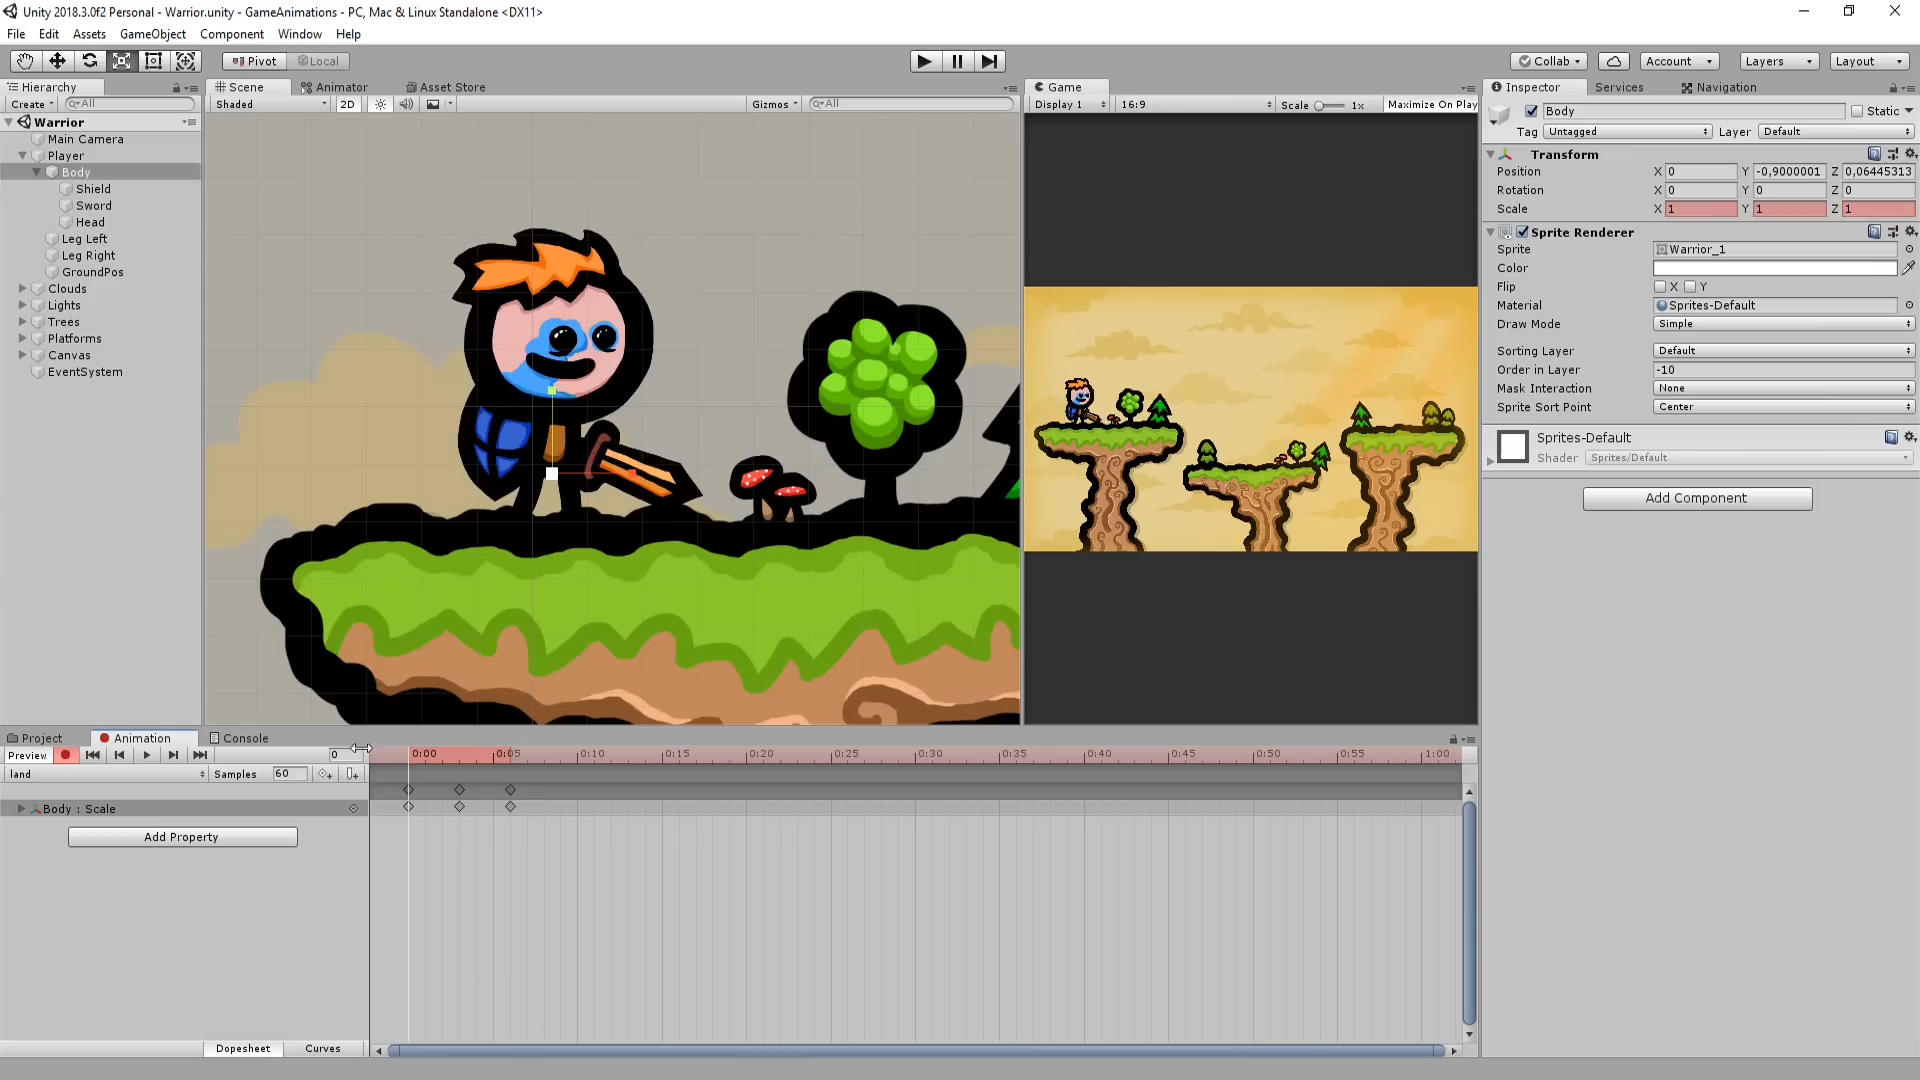 Unity 2018.3.0f2 Personal - Warrior.unity - GameAnimations - PC, Mac & Linux Standalone <DX11>
File Edit Assets GameObject Component Window Help
Pivot Local Collab Account Layers Layout
Hierarchy Scene Animator Asset Store Game Inspector Services Navigation
Create All Shaded 2D Gizmos All Display 1 16:9 Scale 1x Maximize On Play
Warrior
Main Camera
Player
Body
Shield
Sword
Head
Leg Left
Leg Right
GroundPos
Clouds
Lights
Trees
Platforms
Canvas
EventSystem
Body Static
Tag Untagged Layer Default
Transform
Position X 0 Y -0,9000001 Z 0,06445313
Rotation X 0 Y 0 Z 0
Scale X 1 Y 1 Z 1
Sprite Renderer
Sprite Warrior_1
Color
Flip X Y
Material Sprites-Default
Draw Mode Simple
Sorting Layer Default
Order in Layer -10
Mask Interaction None
Sprite Sort Point Center
Sprites-Default
Shader Sprites/Default
Add Component
Project Animation Console
Preview 0 0:00 0:05 0:10 0:15 0:20 0:25 0:30 0:35 0:40 0:45 0:50 0:55 1:00
land Samples 60
Body : Scale
Add Property
Dopesheet Curves